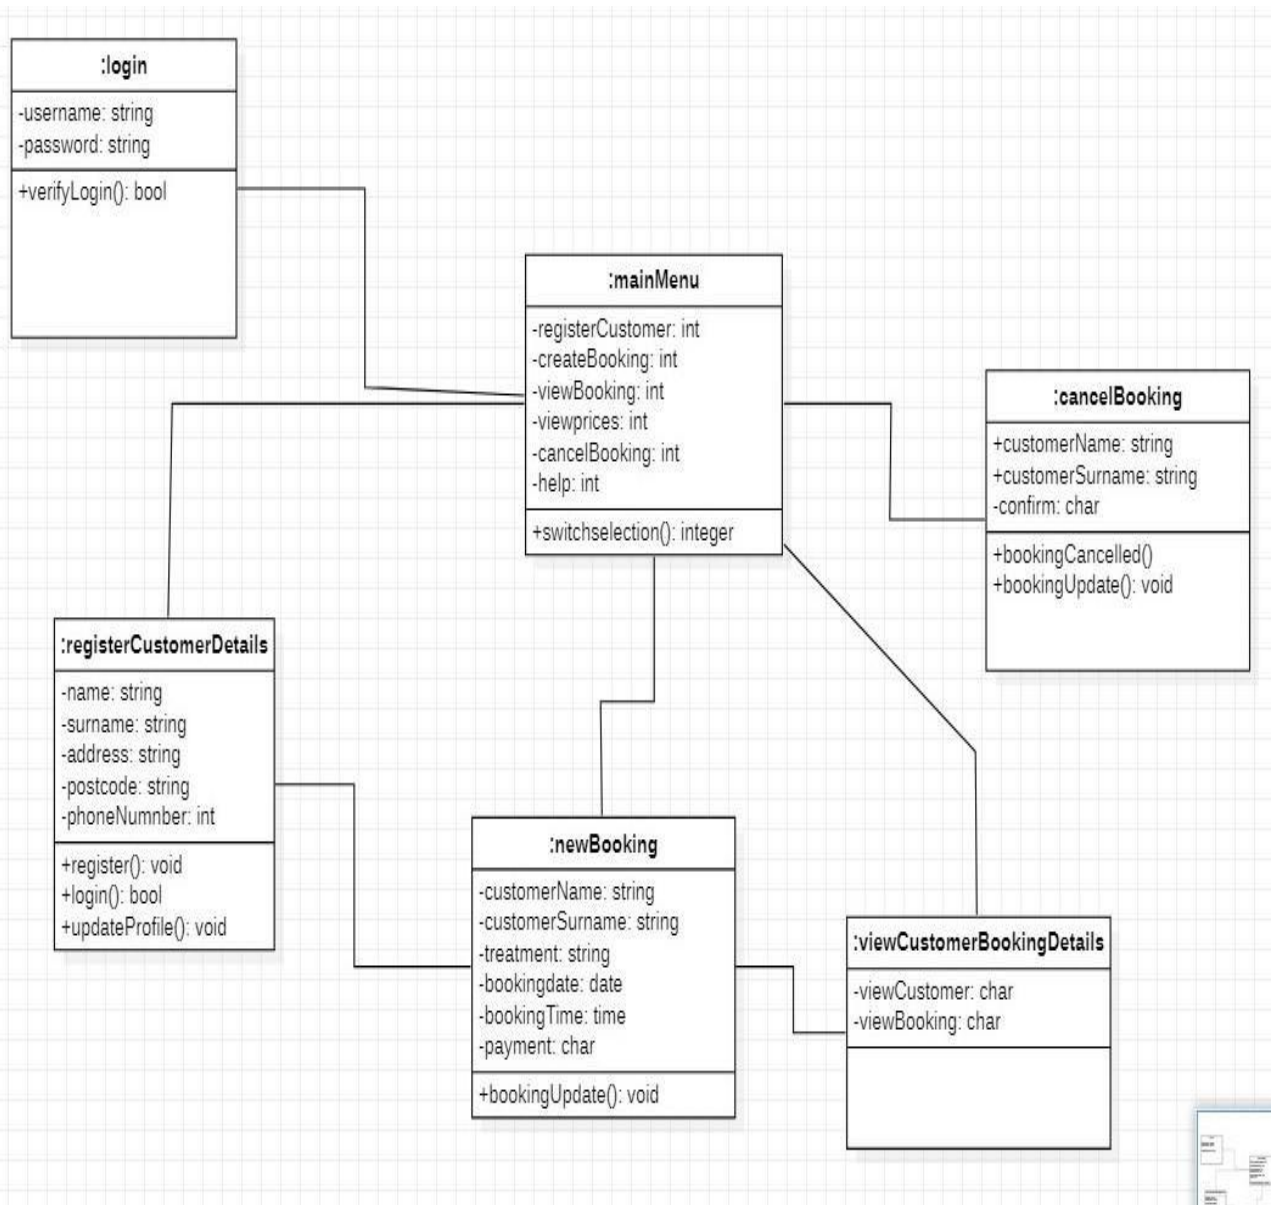 :login
-username: string
-password: string
+verifyLogin(): bool
:mainMenu
-registerCustomer: int
-createBooking: int
-viewBooking: int
-viewprices: int
-cancelBooking: int
-help: int
+switchselection(): integer
:cancelBooking
+customerName: string
+customerSurname: string
-confirm: char
+bookingCancelled()
+bookingUpdate(): void
:registerCustomerDetails
-name: string
-surname: string
-address: string
-postcode: string
-phoneNumnber: int
+register(): void
+login(): bool
+updateProfile(): void
:newBooking
-customerName: string
-customerSurname: string
-treatment: string
-bookingdate: date
-bookingTime: time
-payment: char
+bookingUpdate(): void
:viewCustomerBookingDetails
-viewCustomer: char
-viewBooking: char